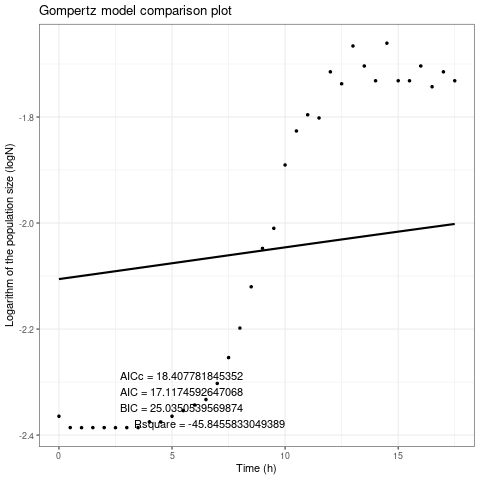 Gompertz model comparison plot
Logarithm of the population size (logN)
-1.8
-2.0
-2.2
-2.4
AICc = 18.407781845352
AIC = 17.1174592647068
BIC = 25.0350539569874
Rsquare = -45.8455833049389
0
5
10
15
Time (h)